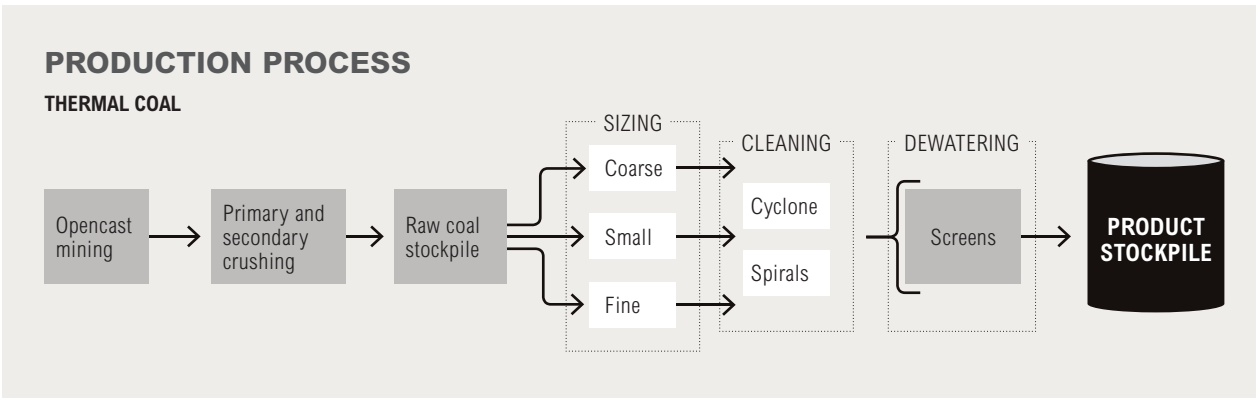 PRODUCTION PROCESS
THERMAL COAL
Opencast
mining
Primary and
secondary
crushing
Raw coal
stockpile
SIZING
Coarse
Small
Fine
CLEANING
Cyclone
Spirals
DEWATERING
Screens
PRODUCT
STOCKPILE